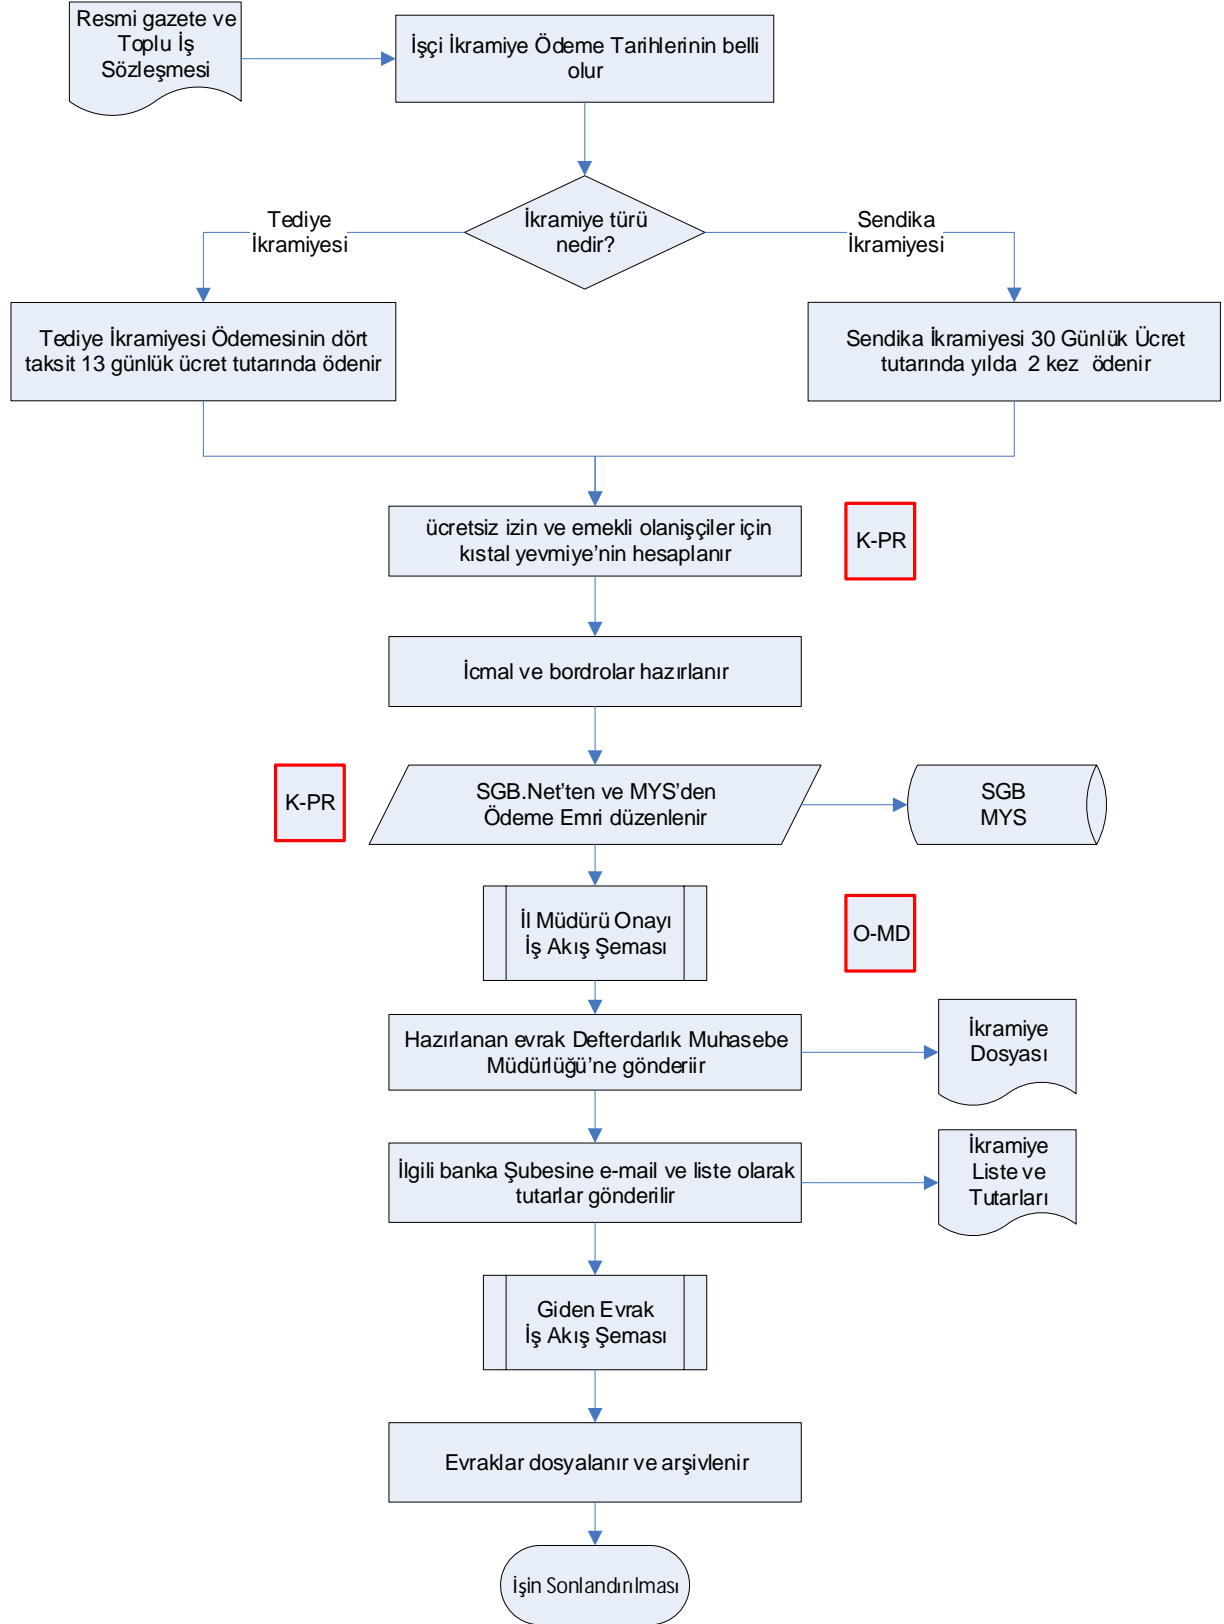 Resmi gazete ve
Toplu İş
Sözleşmesi
İşçi İkramiye Ödeme Tarihlerinin belli
olur
İkramiye türü
nedir?
Tediye
İkramiyesi
Sendika
İkramiyesi
Tediye İkramiyesi Ödemesinin dört
taksit 13 günlük ücret tutarında ödenir
Sendika İkramiyesi 30 Günlük Ücret
tutarında yılda 2 kez ödenir
ücretsiz izin ve emekli olanişçiler için
kıstal yevmiye'nin hesaplanır
K-PR
İcmal ve bordrolar hazırlanır
K-PR
SGB.Net'ten ve MYS'den
Ödeme Emri düzenlenir
SGB
MYS
İl Müdürü Onayı
İş Akış Şeması
O-MD
Hazırlanan evrak Defterdarlık Muhasebe
Müdürlüğü'ne gönderiir
İkramiye
Dosyası
İlgili banka Şubesine e-mail ve liste olarak
tutarlar gönderilir
İkramiye
Liste ve
Tutarları
Giden Evrak
İş Akış Şeması
Evraklar dosyalanır ve arşivlenir
İşin Sonlandırılması